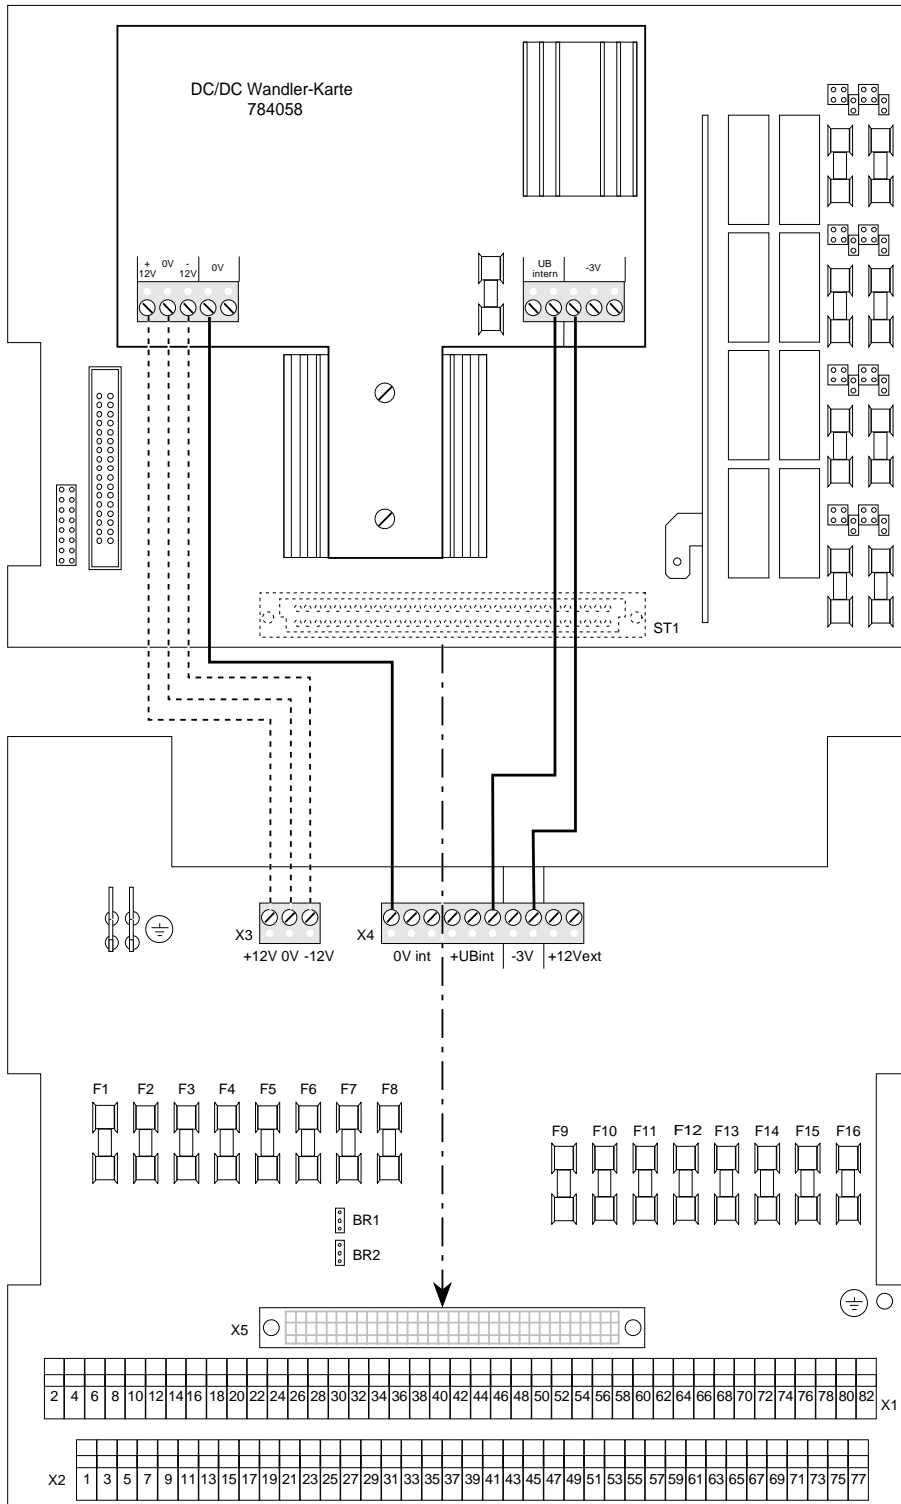 DC/DC Wandler-Karte
784058
+ 0V - 0V
12V 12V
UB -3V
intern
ST1
X3 X4
+12V 0V -12V 0V int +UBint -3V +12Vext
F1 F2 F3 F4 F5 F6 F7 F8
F9 F10 F11 F12 F13 F14 F15 F16
BR1
BR2
X5
2 4 6 8 10 12 14 16 18 20 22 24 26 28 30 32 34 36 38 40 42 44 46 48 50 52 54 56 58 60 62 64 66 68 70 72 74 76 78 80 82 X1
X2 1 3 5 7 9 11 13 15 17 19 21 23 25 27 29 31 33 35 37 39 41 43 45 47 49 51 53 55 57 59 61 63 65 67 69 71 73 75 77